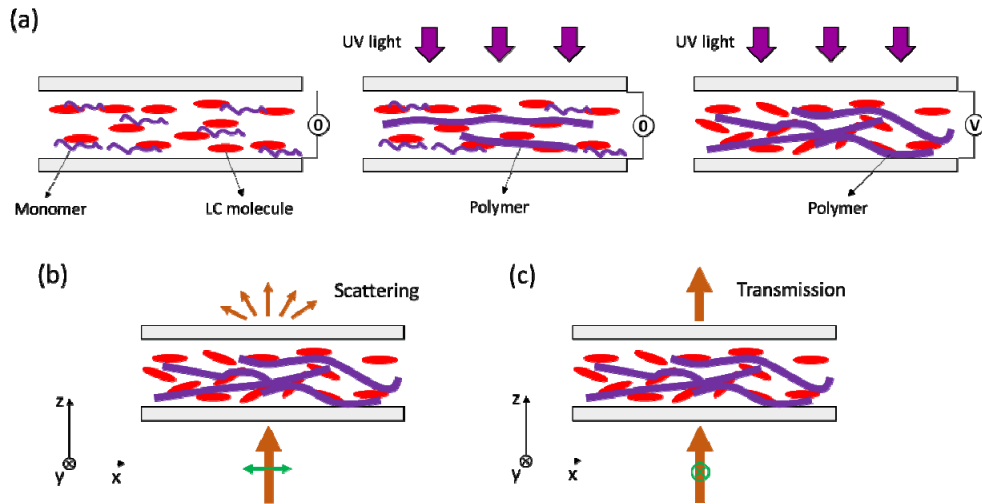 (a)
UV light
UV light
0
0
V
Monomer
LC molecule
Polymer
Polymer
(b)
Scattering
(c)
Transmission
z
y
x
z
y
x